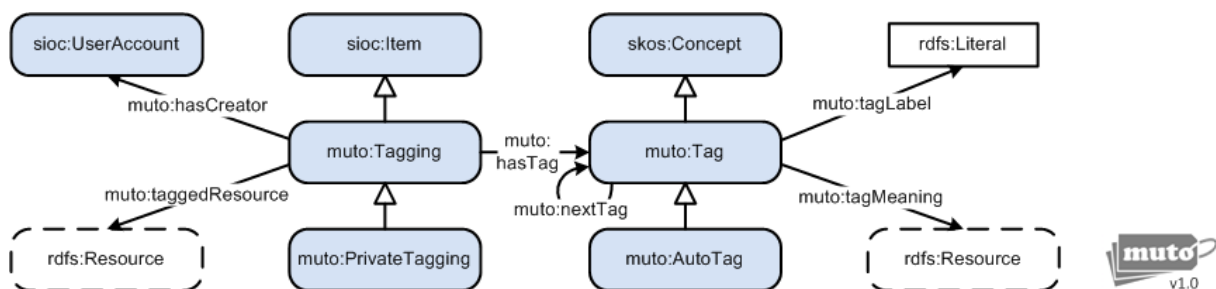 sioc:UserAccount
sioc:Item
skos:Concept
rdfs:Literal
muto:hasCreator
muto:tagLabel
muto:Tagging
muto:
hasTag
muto:Tag
muto:taggedResource
muto:nextTag
muto:tagMeaning
rdfs:Resource
muto:PrivateTagging
muto:AutoTag
rdfs:Resource
muto
v1.0